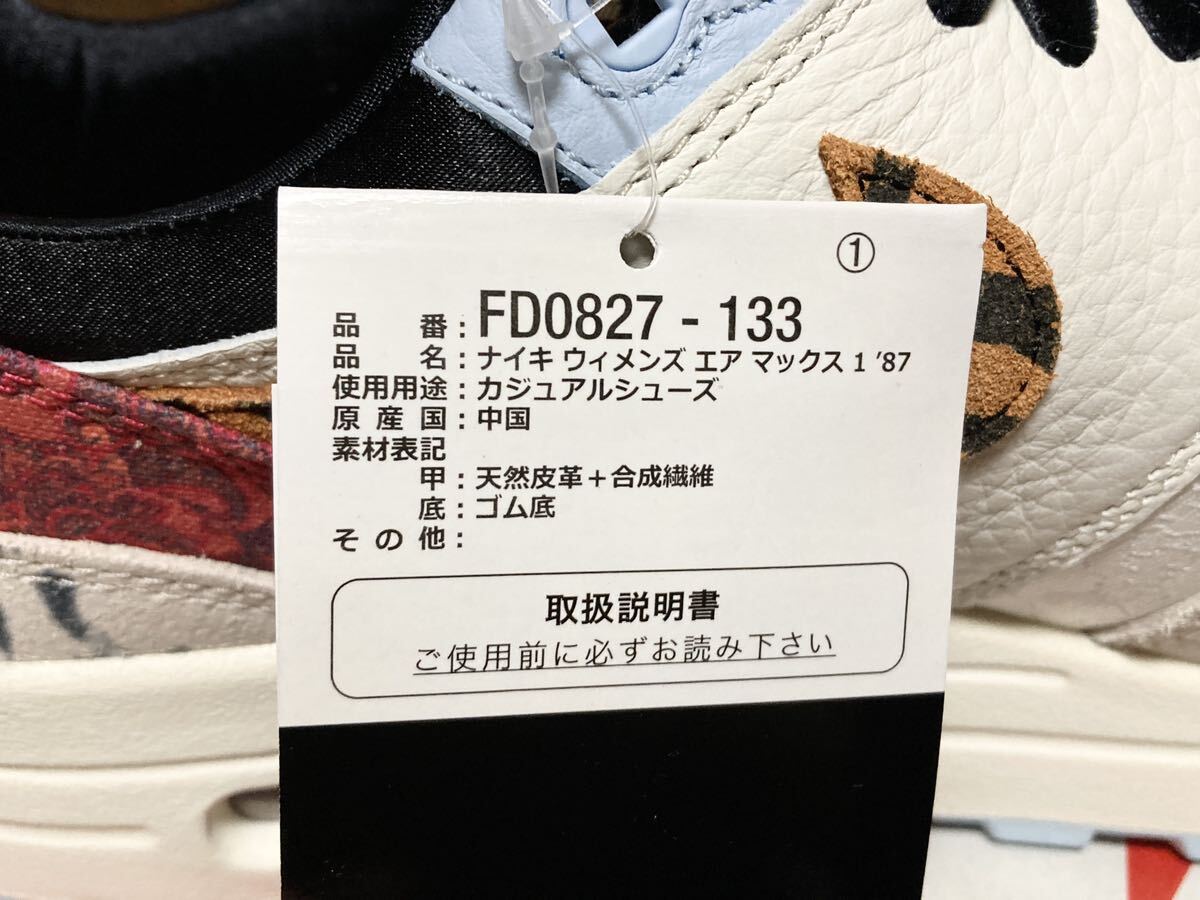 ①
品番：FD0827 - 133
品名：ナイキ ウィメンズ エア マックス 1 ’87
使用用途：カジュアルシューズ
原産国：中国
素材表記
甲：天然皮革＋合成繊維
底：ゴム底
その他：
取扱説明書
ご使用前に必ずお読み下さい